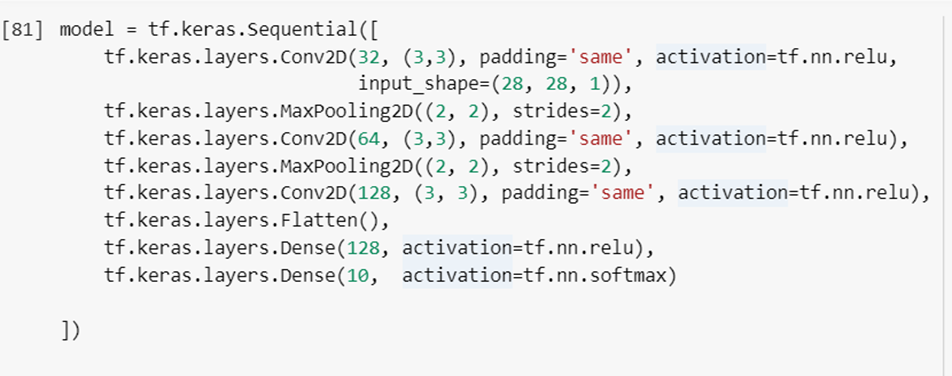 [81] model = tf.keras.Sequential([
tf.keras.layers.Conv2D(32, (3,3), padding='same', activation=tf.nn.relu,
input_shape=(28, 28, 1)),
tf.keras.layers.MaxPooling2D((2, 2), strides=2),
tf.keras.layers.Conv2D(64, (3,3), padding='same', activation=tf.nn.relu),
tf.keras.layers.MaxPooling2D((2, 2), strides=2),
tf.keras.layers.Conv2D(128, (3, 3), padding='same', activation=tf.nn.relu),
tf.keras.layers.Flatten(),
tf.keras.layers.Dense(128, activation=tf.nn.relu),
tf.keras.layers.Dense(10,  activation=tf.nn.softmax)
])